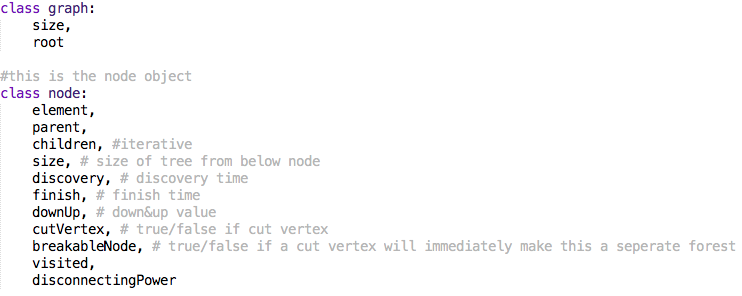 class graph:
size,
root
#this is the node object
class node:
element,
parent,
children, #iterative
size, # size of tree from below node
discovery, # discovery time
finish, # finish time
downUp, # down&up value
cutVertex, # true/false if cut vertex
breakableNode, # true/false if a cut vertex will immediately make this a seperate forest
visited,
disconnectingPower